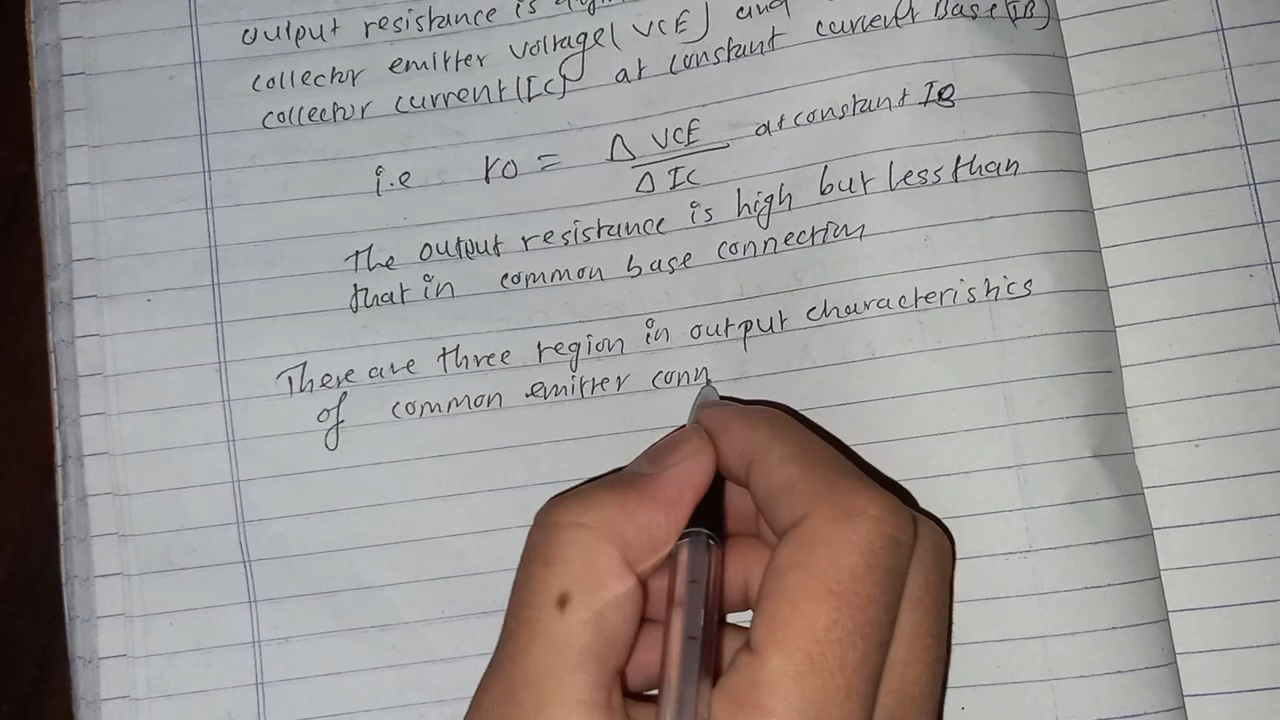 output resistance is
collector emitter voltage(VCE) and
collector current(IC) at constant current Base(IB)
i.e ro = ΔVCE / ΔIC at constant IB
The output resistance is high but less than
that in common base connection
There are three region in output characteristics
of common emitter conn